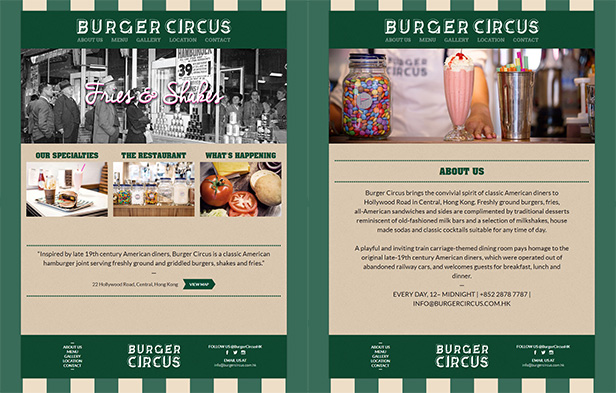 BURGER CIRCUS
ABOUT US MENU GALLERY LOCATION CONTACT
39
Fries & Shakes
OUR SPECIALTIES THE RESTAURANT WHAT'S HAPPENING
"Inspired by late 19th century American diners, Burger Circus is a classic American
hamburger joint serving freshly ground and griddled burgers, shakes and fries."
22 Hollywood Road, Central, Hong Kong VIEW MAP
ABOUT US
MENU
GALLERY
LOCATION
CONTACT
BURGER
CIRCUS
FOLLOW US @BurgerCircusHK
EMAIL US AT
info@burgercircus.com.hk
BURGER CIRCUS
ABOUT US MENU GALLERY LOCATION CONTACT
BURGER
CIRCUS
ABOUT US
Burger Circus brings the convivial spirit of classic American diners to
Hollywood Road in Central, Hong Kong. Freshly ground burgers, fries,
all-American sandwiches and sides are complimented by traditional desserts
reminiscent of old-fashioned milk bars and a selection of milkshakes, house
made sodas and classic cocktails suitable for any time of day.
A playful and inviting train carriage-themed dining room pays homage to the
original late-19th century American diners, which were operated out of
abandoned railway cars, and welcomes guests for breakfast, lunch and
dinner.
EVERY DAY, 12– MIDNIGHT | +852 2878 7787 |
INFO@BURGERCIRCUS.COM.HK
ABOUT US
MENU
GALLERY
LOCATION
CONTACT
BURGER
CIRCUS
FOLLOW US @BurgerCircusHK
EMAIL US AT
info@burgercircus.com.hk